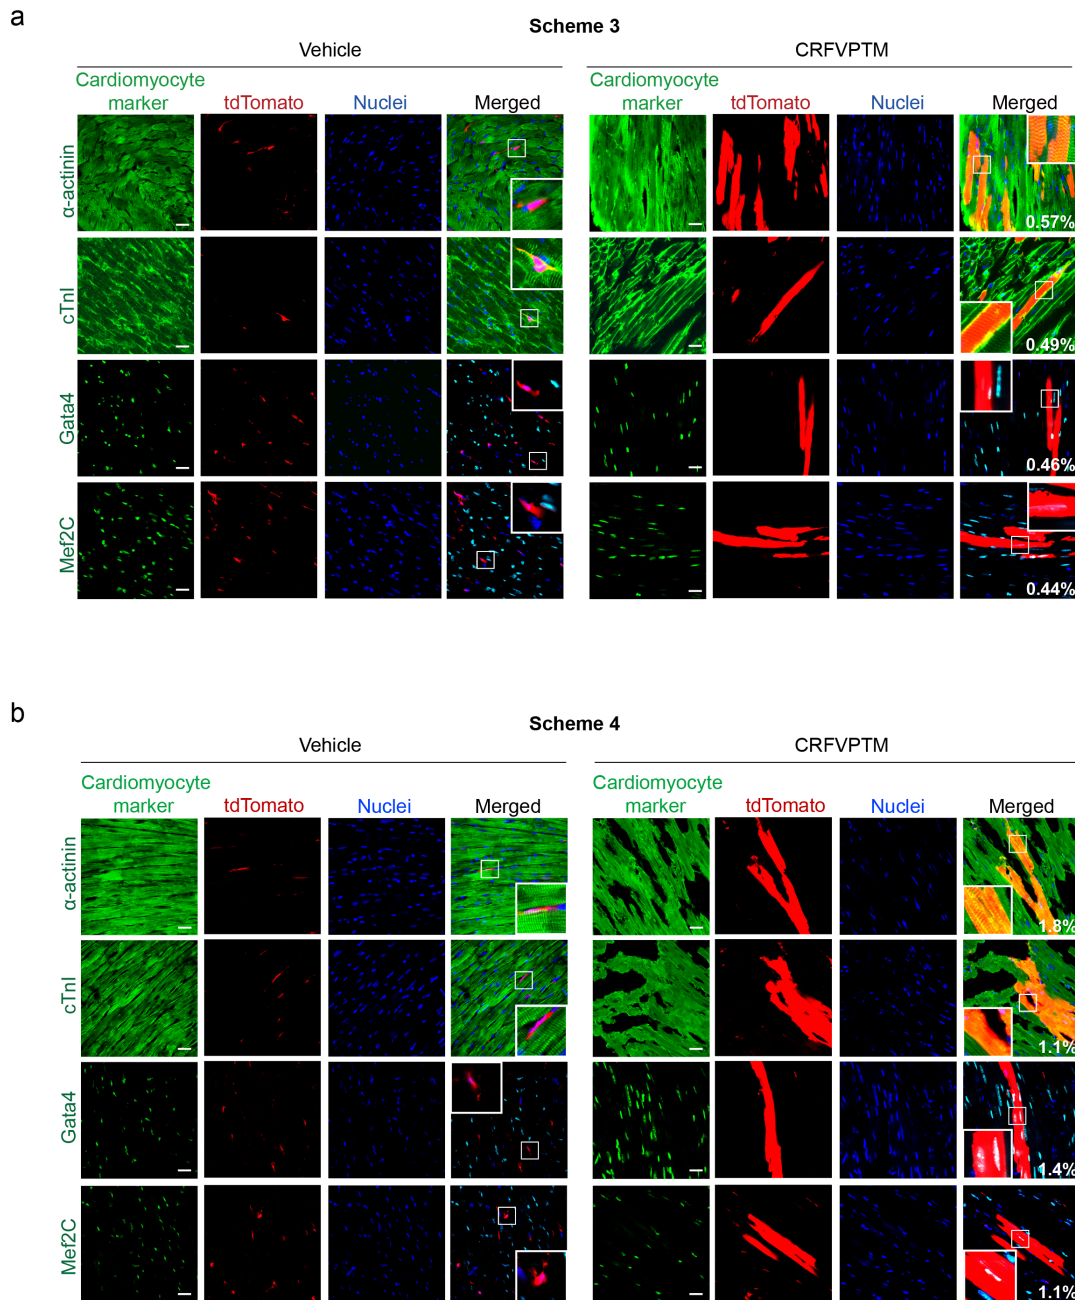 a
Scheme 3
Vehicle CRFVPTM
Cardiomyocyte marker tdTomato Nuclei Merged Cardiomyocyte marker tdTomato Nuclei Merged
α-actinin
0.57%
cTnI
0.49%
Gata4
0.46%
Mef2C
0.44%
b
Scheme 4
Vehicle CRFVPTM
Cardiomyocyte marker tdTomato Nuclei Merged Cardiomyocyte marker tdTomato Nuclei Merged
α-actinin
1.8%
cTnI
1.1%
Gata4
1.4%
Mef2C
1.1%